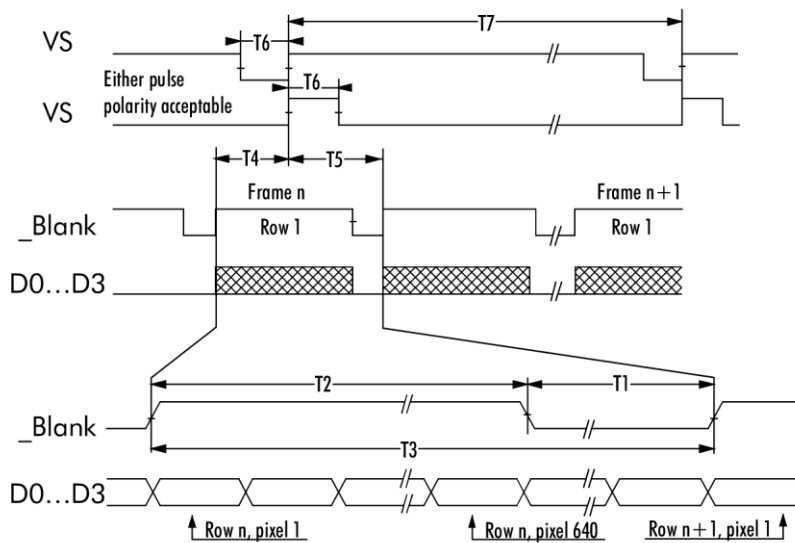 T7
VS
T6
Either pulse
polarity acceptable
T6
VS
T4
T5
Frame n
Frame n+1
_Blank
Row 1
Row 1
D0...D3
T2
T1
_Blank
T3
D0...D3
Row n, pixel 1
Row n, pixel 640
Row n+1, pixel 1